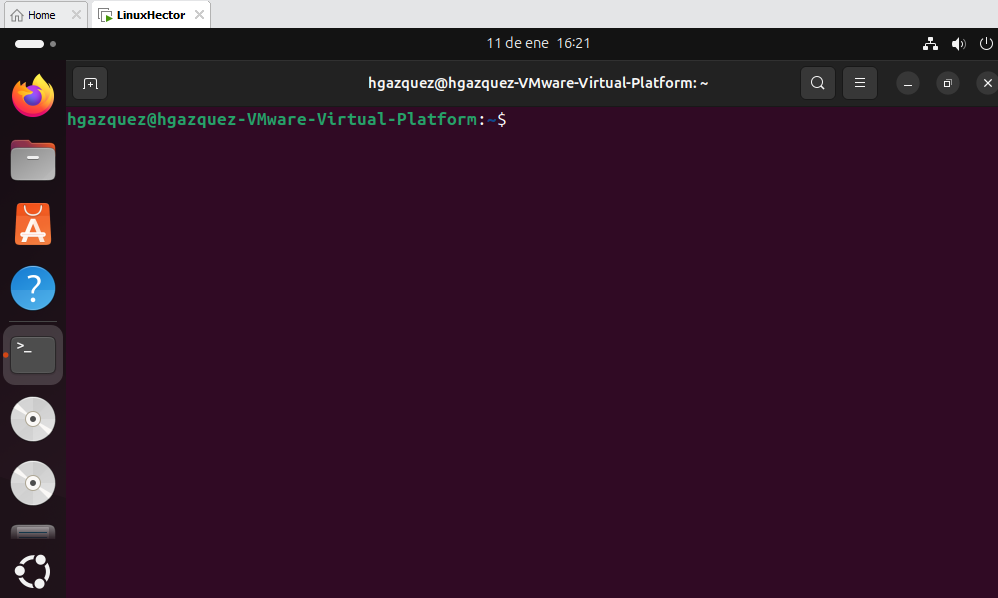 Home
LinuxHector
11 de ene 16:21
hgazquez@hgazquez-VMware-Virtual-Platform: ~
hgazquez@hgazquez-VMware-Virtual-Platform:~$